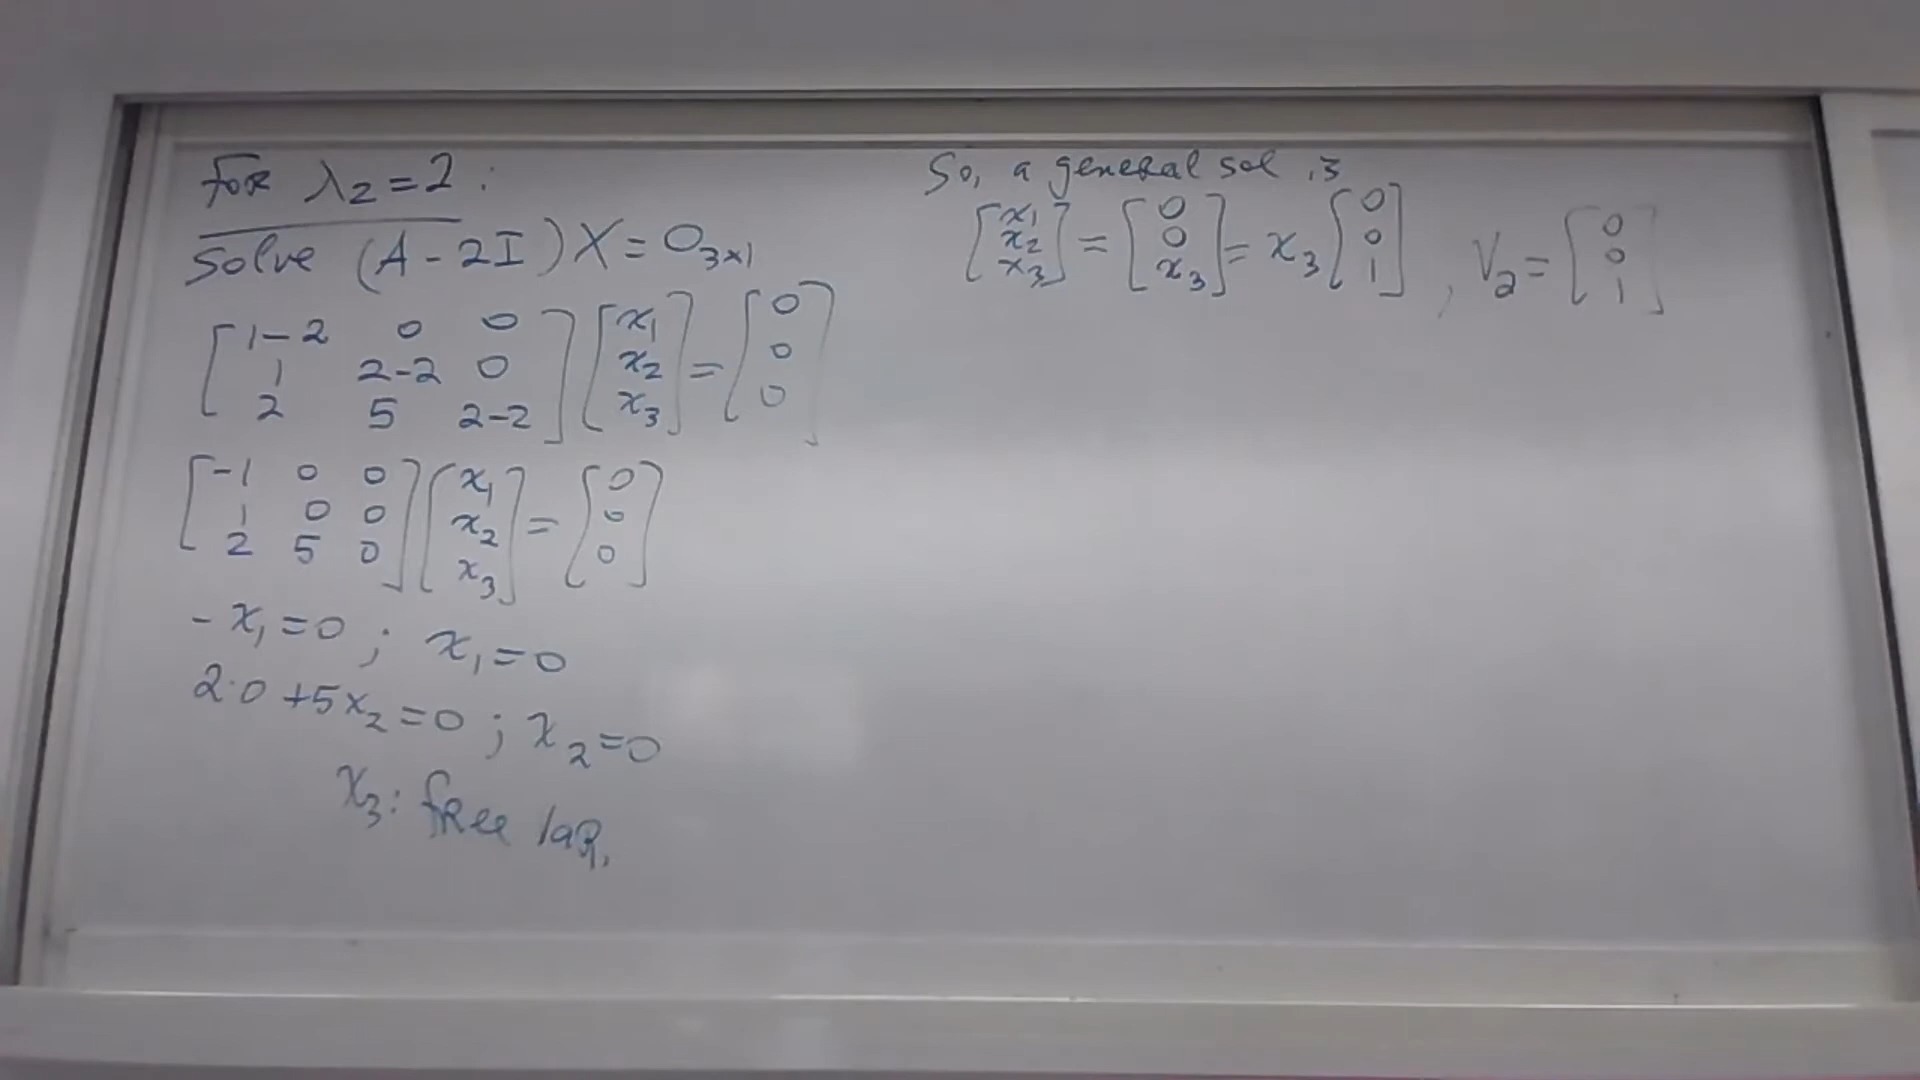 For λ2=2:
Solve (A-2I)X=O3×1
[1-2 0 0
1 2-2 0
2 5 2-2] [x1
x2
x3] = [0
0
0]
[-1 0 0
1 0 0
2 5 0] [x1
x2
x3] = [0
0
0]
-x1=0; x1=0
2·0+5x2=0; x2=0
x3: free
So, a general sol is
[x1
x2
x3] = [0
0
x3] = x3 [0
0
1], V2= [0
0
1]